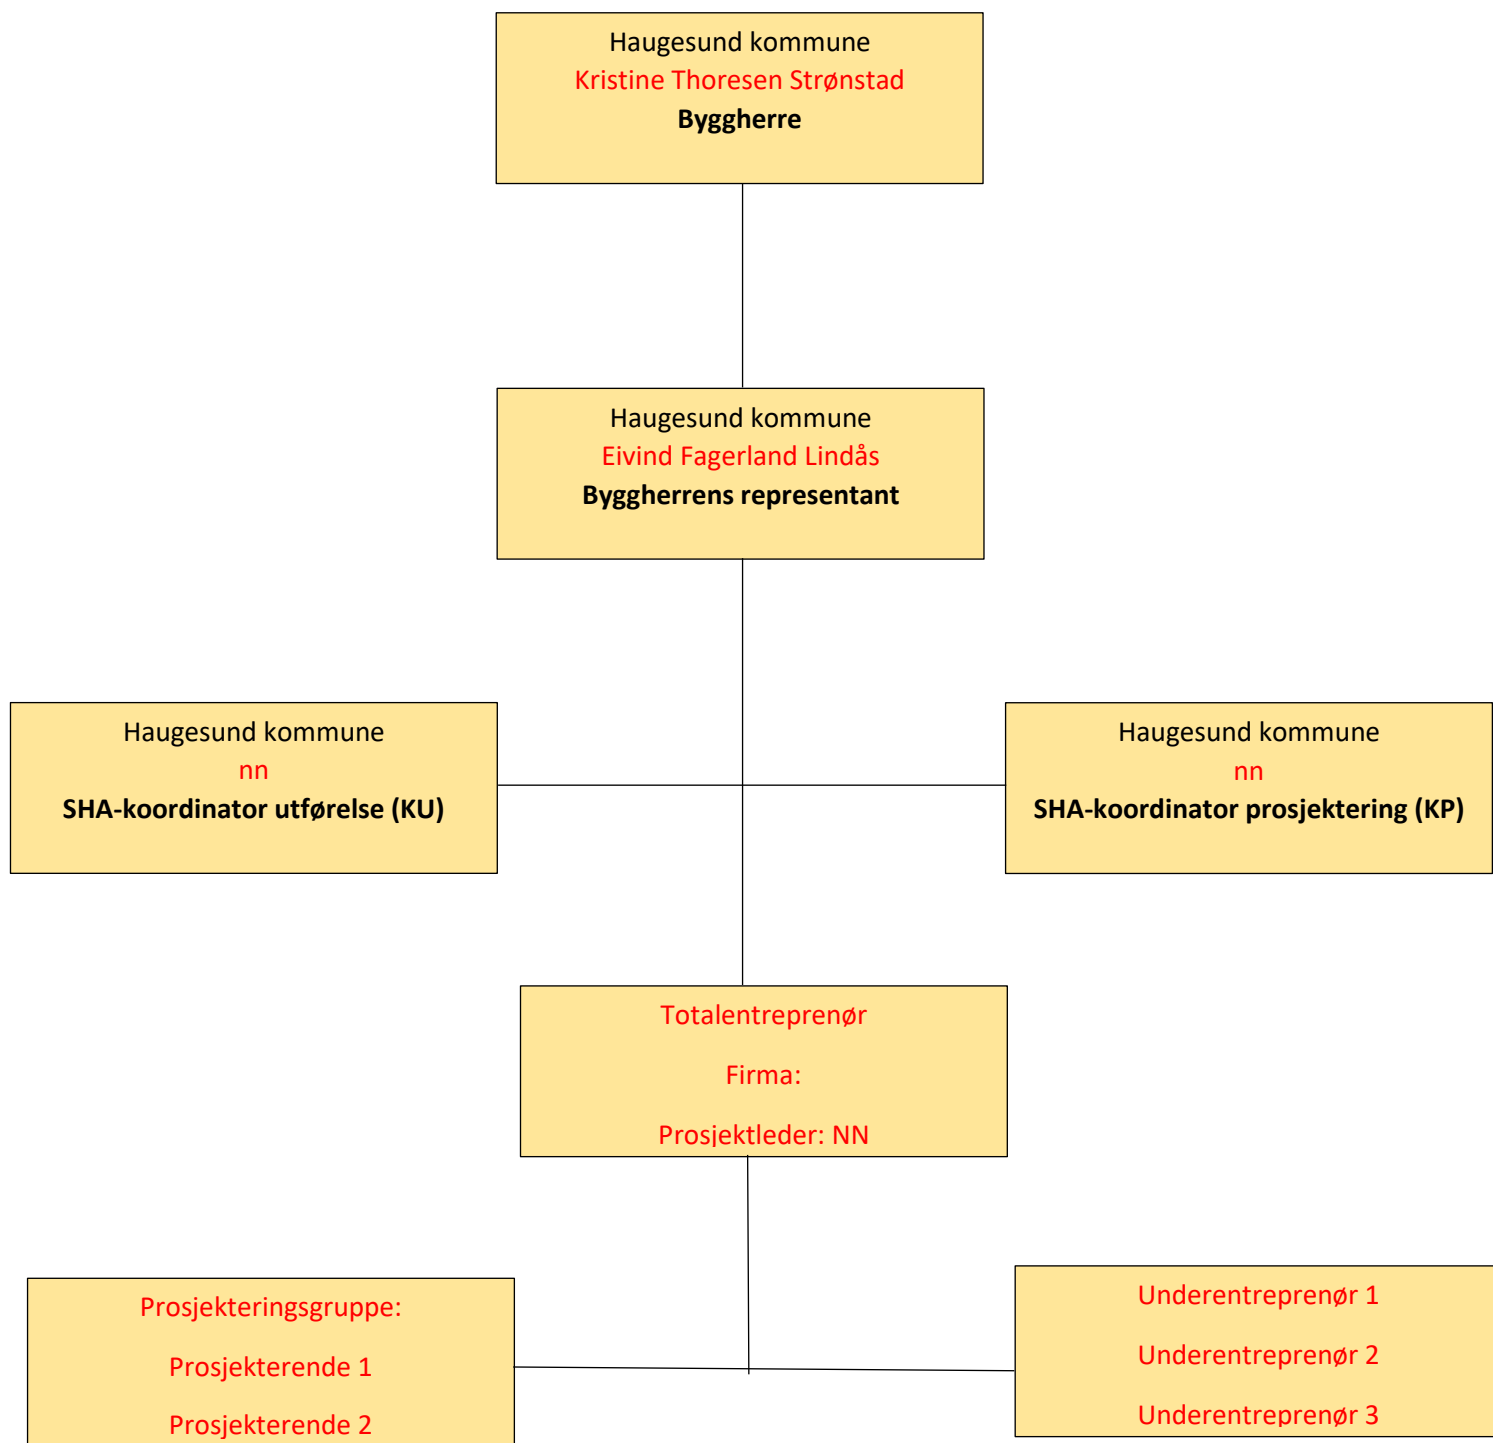 Haugesund kommune
Kristine Thoresen Strønstad
Byggherre
Haugesund kommune
Eivind Fagerland Lindås
Byggherrens representant
Haugesund kommune
nn
SHA-koordinator utførelse (KU)
Haugesund kommune
nn
SHA-koordinator prosjektering (KP)
Totalentreprenør
Firma:
Prosjektleder: NN
Prosjekteringsgruppe:
Prosjekterende 1
Prosjekterende 2
Underentreprenør 1
Underentreprenør 2
Underentreprenør 3